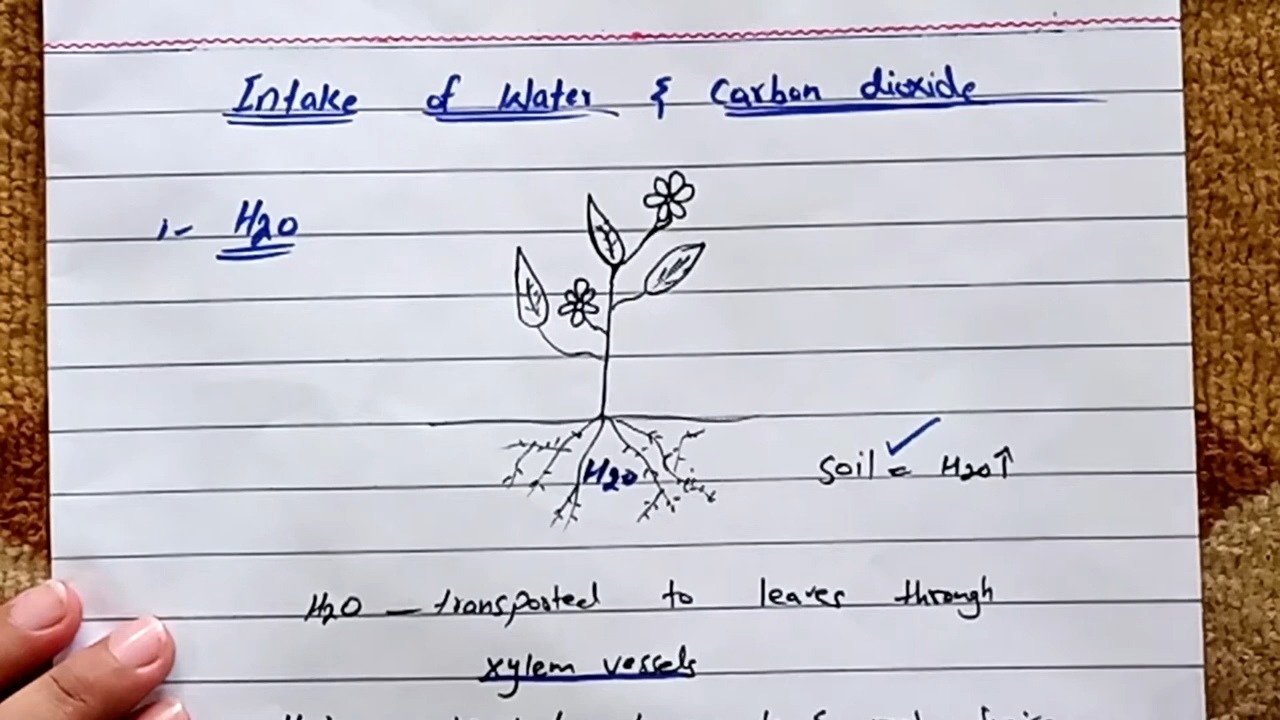 Intake of Water & Carbon dioxide
1- H2O
H2O
Soil = H2O↑
H2O — transported to leaves through
xylem vessels